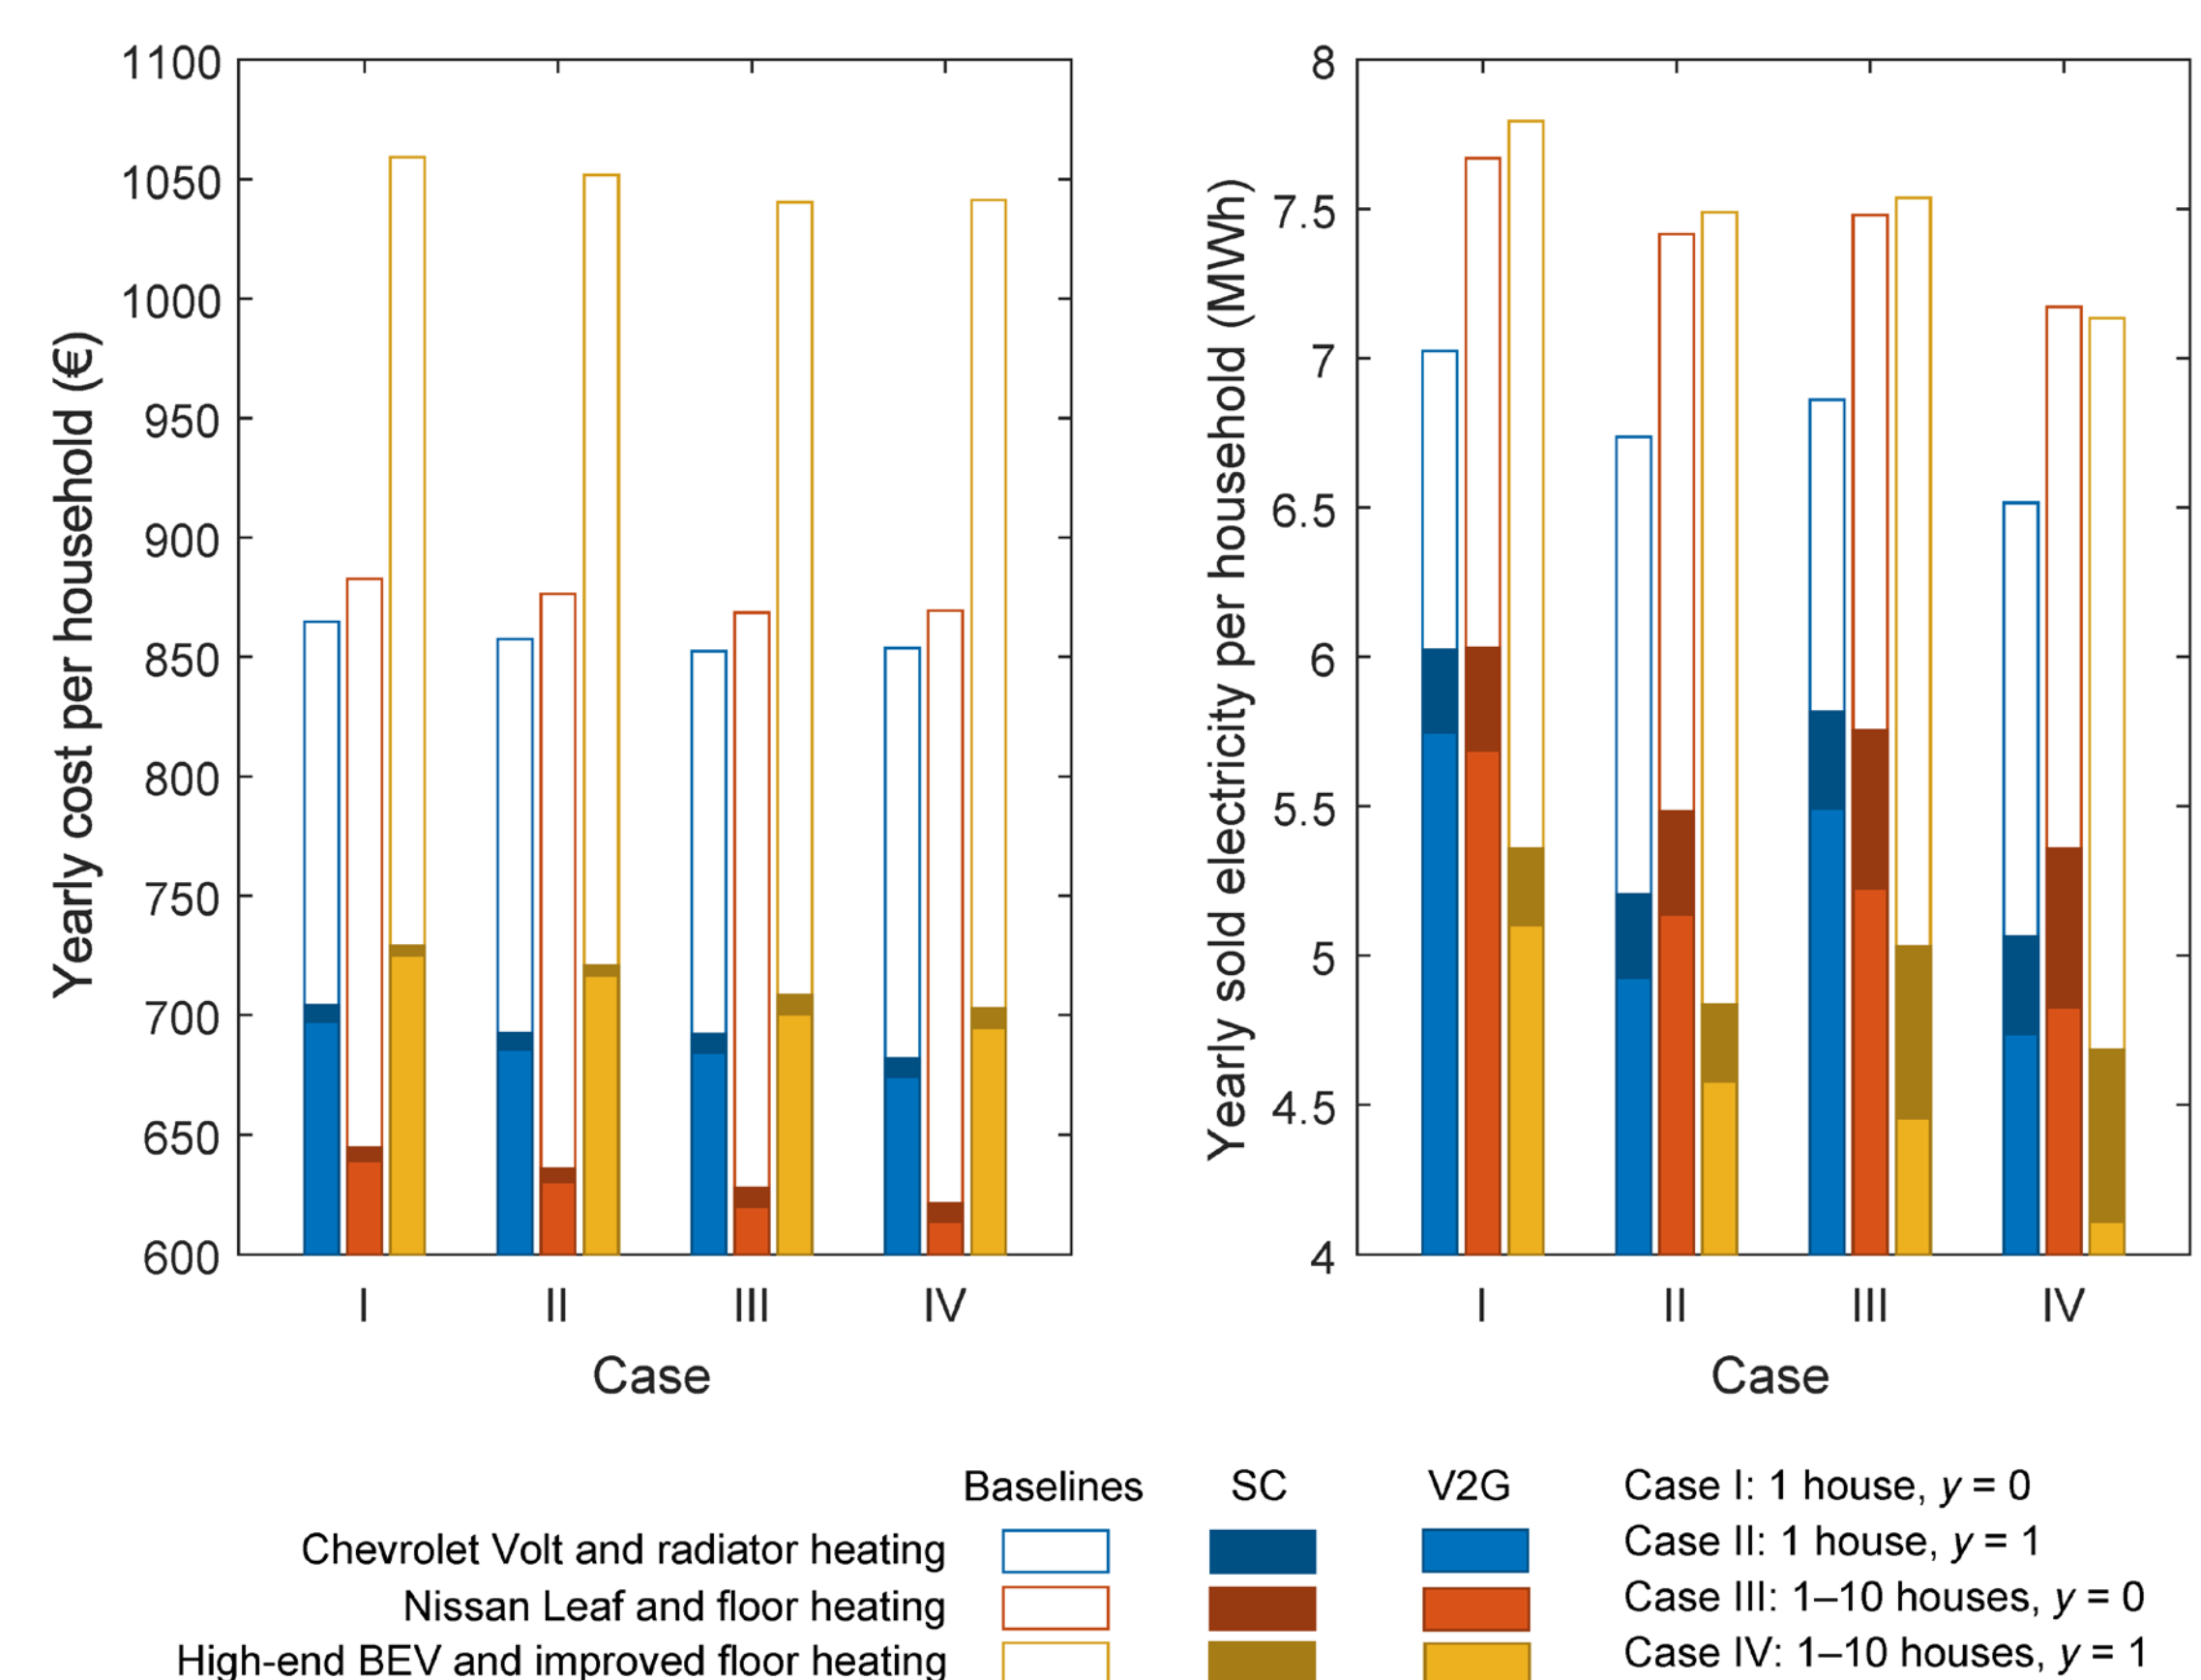 Yearly cost per household (€)
1100
1050
1000
950
900
850
800
750
700
650
600
I II III IV
Case
Yearly sold electricity per household (MWh)
8
7.5
7
6.5
6
5.5
5
4.5
4
I II III IV
Case
Baselines SC V2G
Chevrolet Volt and radiator heating
Nissan Leaf and floor heating
High-end BEV and improved floor heating
Case I: 1 house, y = 0
Case II: 1 house, y = 1
Case III: 1–10 houses, y = 0
Case IV: 1–10 houses, y = 1